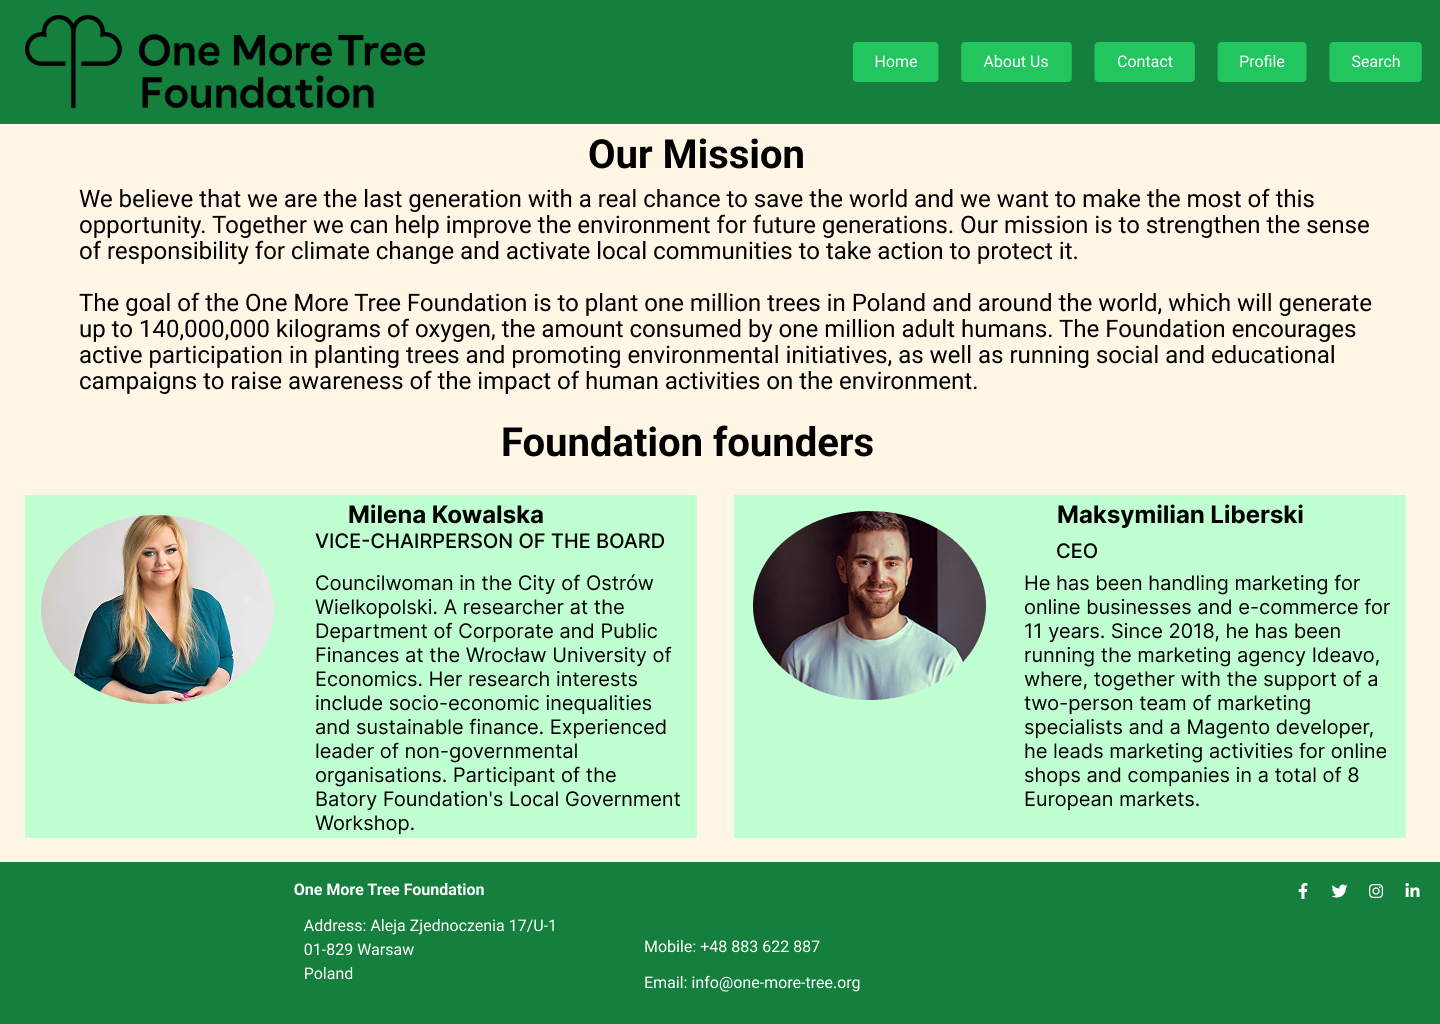 One More Tree
Foundation
Home
About Us
Contact
Profile
Search
Our Mission
We believe that we are the last generation with a real chance to save the world and we want to make the most of this
opportunity. Together we can help improve the environment for future generations. Our mission is to strengthen the sense
of responsibility for climate change and activate local communities to take action to protect it.
The goal of the One More Tree Foundation is to plant one million trees in Poland and around the world, which will generate
up to 140,000,000 kilograms of oxygen, the amount consumed by one million adult humans. The Foundation encourages
active participation in planting trees and promoting environmental initiatives, as well as running social and educational
campaigns to raise awareness of the impact of human activities on the environment.
Foundation founders
Milena Kowalska
VICE-CHAIRPERSON OF THE BOARD
Councilwoman in the City of Ostrów
Wielkopolski. A researcher at the
Department of Corporate and Public
Finances at the Wrocław University of
Economics. Her research interests
include socio-economic inequalities
and sustainable finance. Experienced
leader of non-governmental
organisations. Participant of the
Batory Foundation's Local Government
Workshop.
Maksymilian Liberski
CEO
He has been handling marketing for
online businesses and e-commerce for
11 years. Since 2018, he has been
running the marketing agency Ideavo,
where, together with the support of a
two-person team of marketing
specialists and a Magento developer,
he leads marketing activities for online
shops and companies in a total of 8
European markets.
One More Tree Foundation
Address: Aleja Zjednoczenia 17/U-1
01-829 Warsaw
Poland
Mobile: +48 883 622 887
Email: info@one-more-tree.org